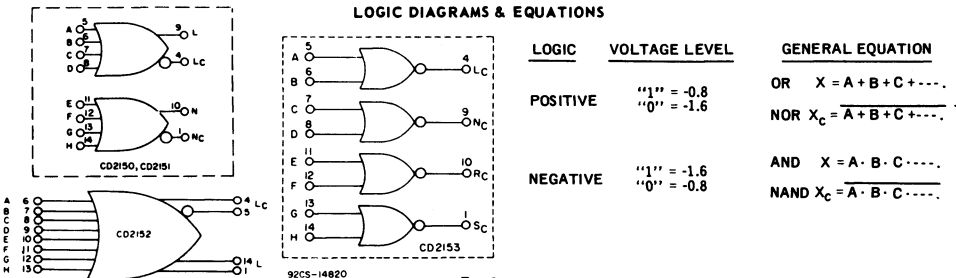 LOGIC DIAGRAMS & EQUATIONS
A 5
B 6
C 7
D 8
9 L
4 LC
E 11
F 12
G 13
H 14
10 N
1 NC
CD2150, CD2151
A 6
B 7
C 8
D 9
E 10
F 11
G 12
H 13
CD2152
4 LC
5
14 L
1
A 5
B 6
4 LC
C 7
D 8
9 NC
E 11
F 12
10 RC
G 13
H 14
1 SC
CD2153
92CS-14820
LOGIC VOLTAGE LEVEL GENERAL EQUATION
POSITIVE "1" = -0.8
"0" = -1.6
OR X = A + B + C + ----.
NOR XC = A + B + C + ----.
NEGATIVE "1" = -1.6
"0" = -0.8
AND X = A · B · C · ----.
NAND XC = A · B · C · ----.